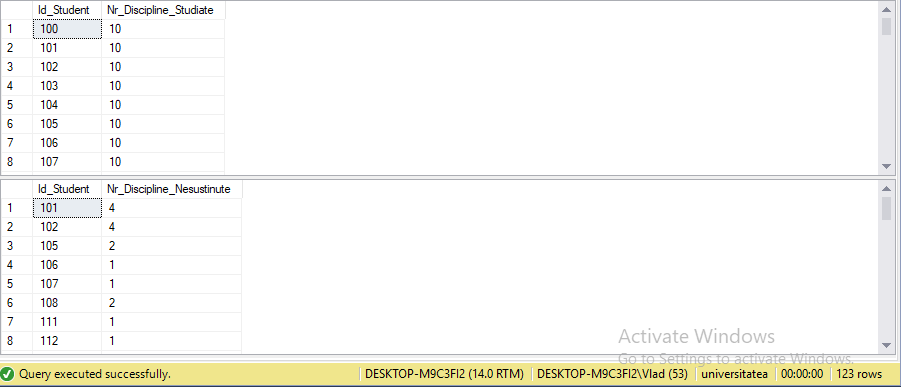 Id_Student Nr_Discipline_Studiate
1 100 10
2 101 10
3 102 10
4 103 10
5 104 10
6 105 10
7 106 10
8 107 10
Id_Student Nr_Discipline_Nesustinute
1 101 4
2 102 4
3 105 2
4 106 1
5 107 1
6 108 2
7 111 1
8 112 1
Activate Windows
Go to Settings to activate Windows.
Query executed successfully. DESKTOP-M9C3FI2 (14.0 RTM) DESKTOP-M9C3FI2\Vlad (53) universitatea 00:00:00 123 rows